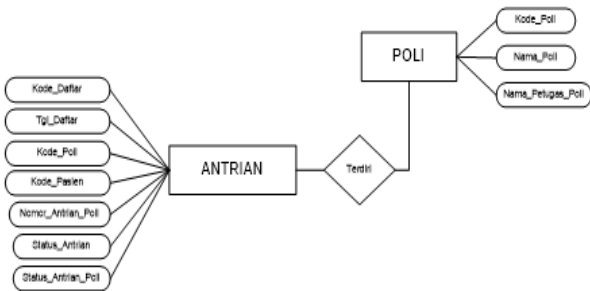 Kode_Poli
POLI
Nama_Poli
Nama_Petugas_Poli
Kode_Daftar
Tgl_Daftar
Kode_Poli
Kode_Pasien
Nomor_Antrian_Poli
Status_Antrian
Status_Antrian_Poli
ANTRIAN
Terdiri